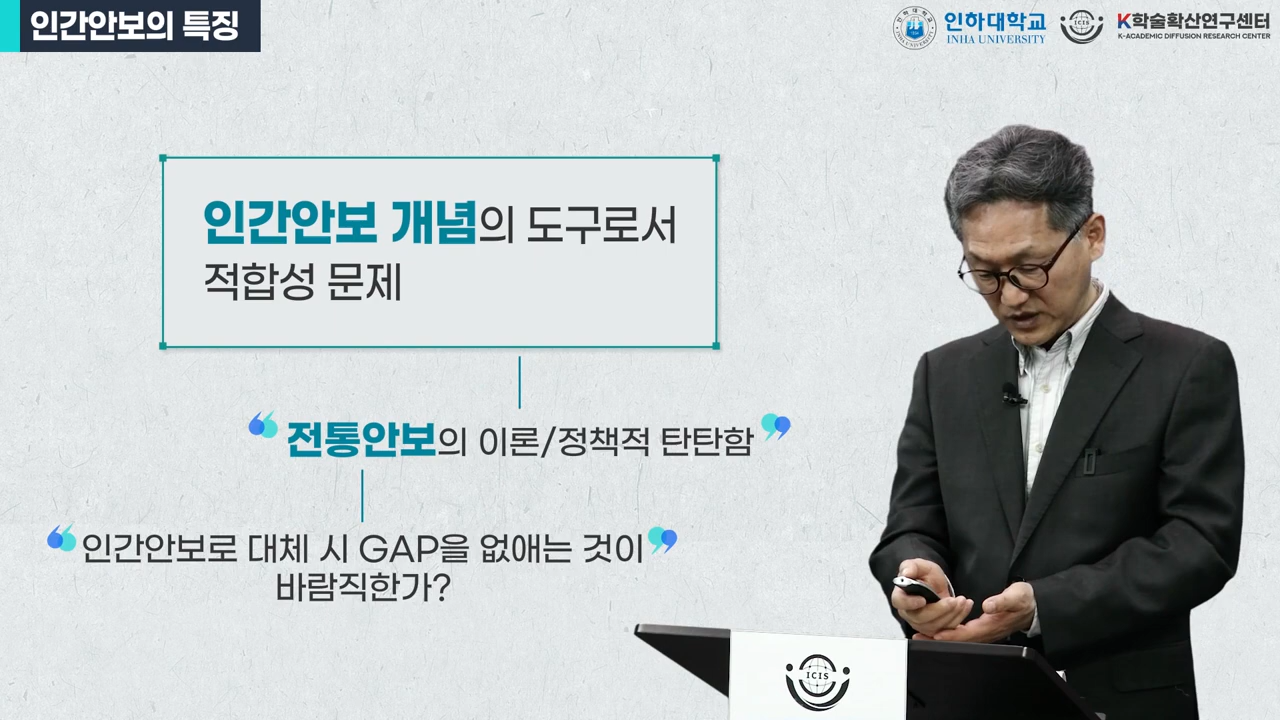 인간안보의 특징
인하대학교
INHA UNIVERSITY
ICIS
K학술확산연구센터
K-ACADEMIC DIFFUSION RESEARCH CENTER
인간안보 개념의 도구로서
적합성 문제
전통안보의 이론/정책적 탄탄함
인간안보로 대체 시 GAP을 없애는 것이
바람직한가?
ICIS